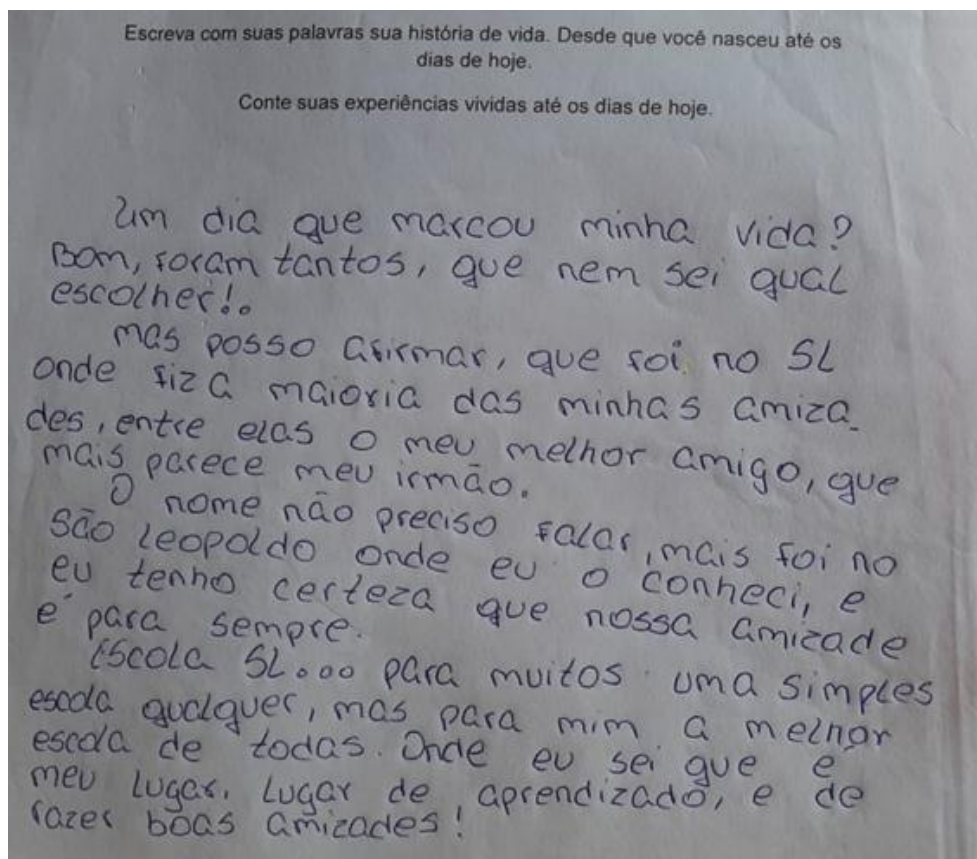 Escreva com suas palavras sua história de vida. Desde que você nasceu até os
dias de hoje.
Conte suas experiências vividas até os dias de hoje.
Um dia que marcou minha vida?
Bom, foram tantos, que nem sei qual
escolher!.
mas posso afirmar, que foi no SL
onde fiz a maioria das minhas amiza_
des, entre elas o meu melhor amigo, que
mais parece meu irmão.
O nome não preciso falar, mais foi no
São Leopoldo onde eu o conheci, e
eu tenho certeza que nossa amizade
é para sempre.
Escola SL... para muitos uma simples
escola qualquer, mas para mim a melhor
escola de todas. Onde eu sei que e
meu lugar. Lugar de aprendizado, e de
fazer boas amizades!